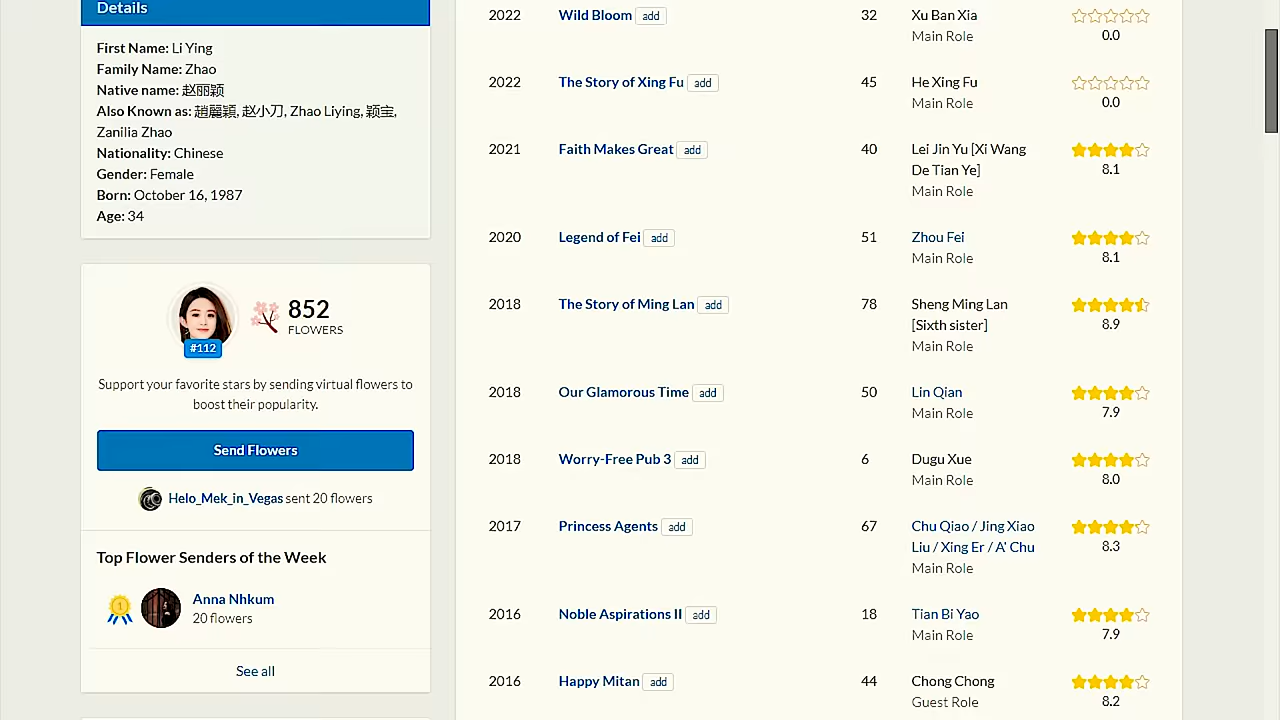 Details
First Name: Li Ying
Family Name: Zhao
Native name: 赵丽颖
Also Known as: 趙麗穎, 赵小刀, Zhao Liying, 颖宝,
Zanilia Zhao
Nationality: Chinese
Gender: Female
Born: October 16, 1987
Age: 34
852
FLOWERS
#112
Support your favorite stars by sending virtual flowers to
boost their popularity.
Send Flowers
Helo_Mek_in_Vegas sent 20 flowers
Top Flower Senders of the Week
1
Anna Nhkum
20 flowers
See all
2022 Wild Bloom add 32 Xu Ban Xia
Main Role 0.0
2022 The Story of Xing Fu add 45 He Xing Fu
Main Role 0.0
2021 Faith Makes Great add 40 Lei Jin Yu [Xi Wang
De Tian Ye] 8.1
Main Role
2020 Legend of Fei add 51 Zhou Fei
Main Role 8.1
2018 The Story of Ming Lan add 78 Sheng Ming Lan
[Sixth sister] 8.9
Main Role
2018 Our Glamorous Time add 50 Lin Qian
Main Role 7.9
2018 Worry-Free Pub 3 add 6 Dugu Xue
Main Role 8.0
2017 Princess Agents add 67 Chu Qiao / Jing Xiao
Liu / Xing Er / A' Chu 8.3
Main Role
2016 Noble Aspirations II add 18 Tian Bi Yao
Main Role 7.9
2016 Happy Mitan add 44 Chong Chong
Guest Role 8.2